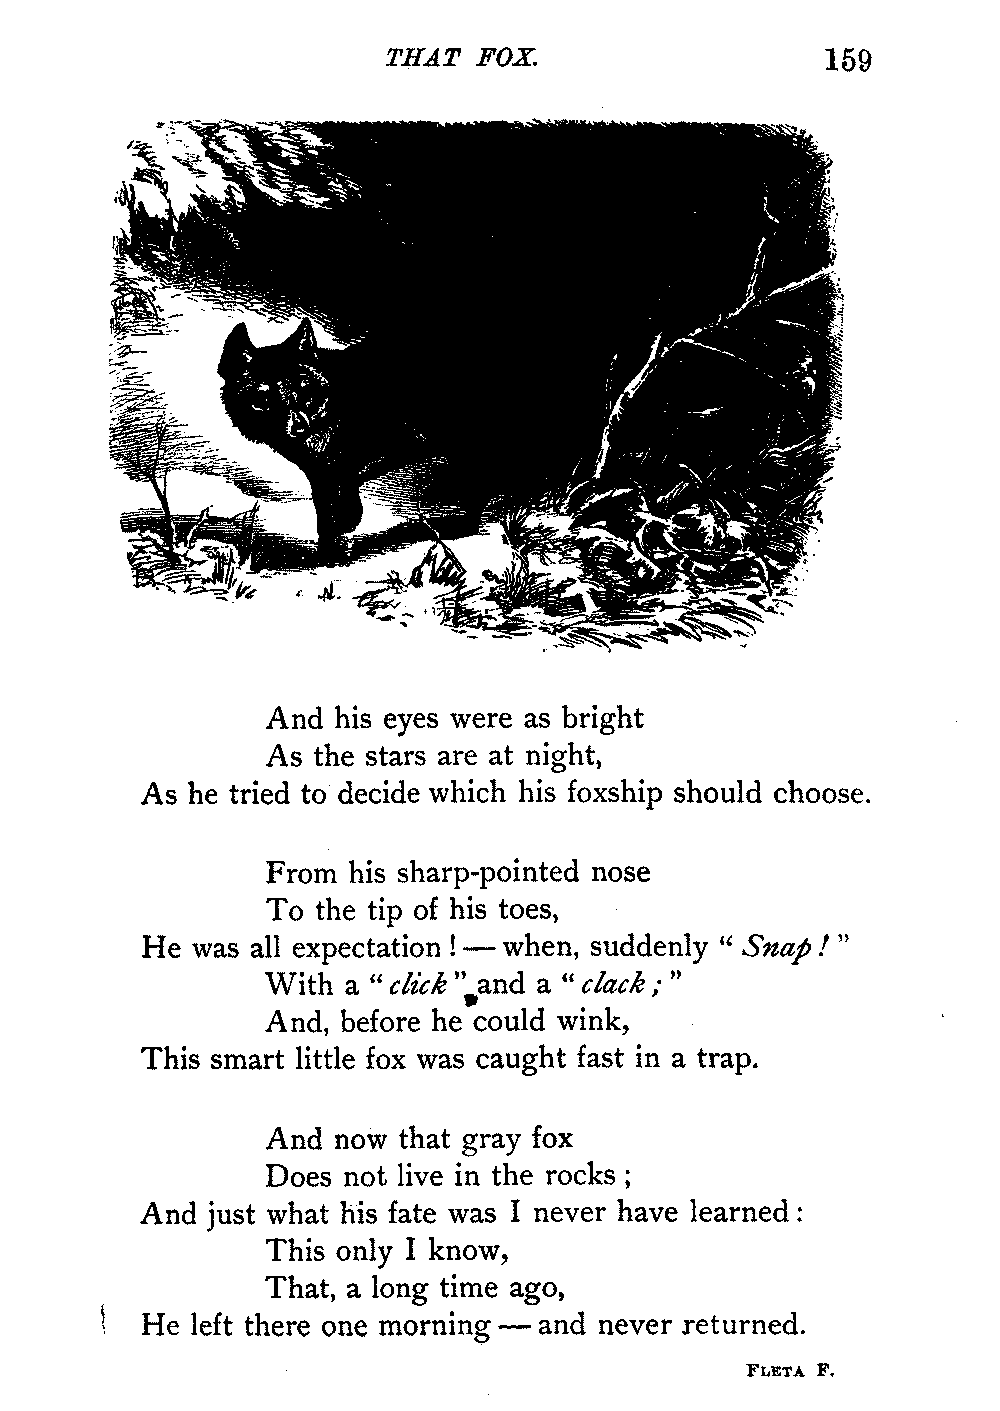 THAT FOX. 159
And his eyes were as bright
As the stars are at night,
As he tried to decide which his foxship should choose.
From his sharp-pointed nose
To the tip of his toes,
He was all expectation ! — when, suddenly “ Snap ! ”
With a “ click ” and a “ clack ; ”
And, before he could wink,
This smart little fox was caught fast in a trap.
And now that gray fox
Does not live in the rocks ;
And just what his fate was I never have learned :
This only I know,
That, a long time ago,
He left there one morning — and never returned.
FLETA F.